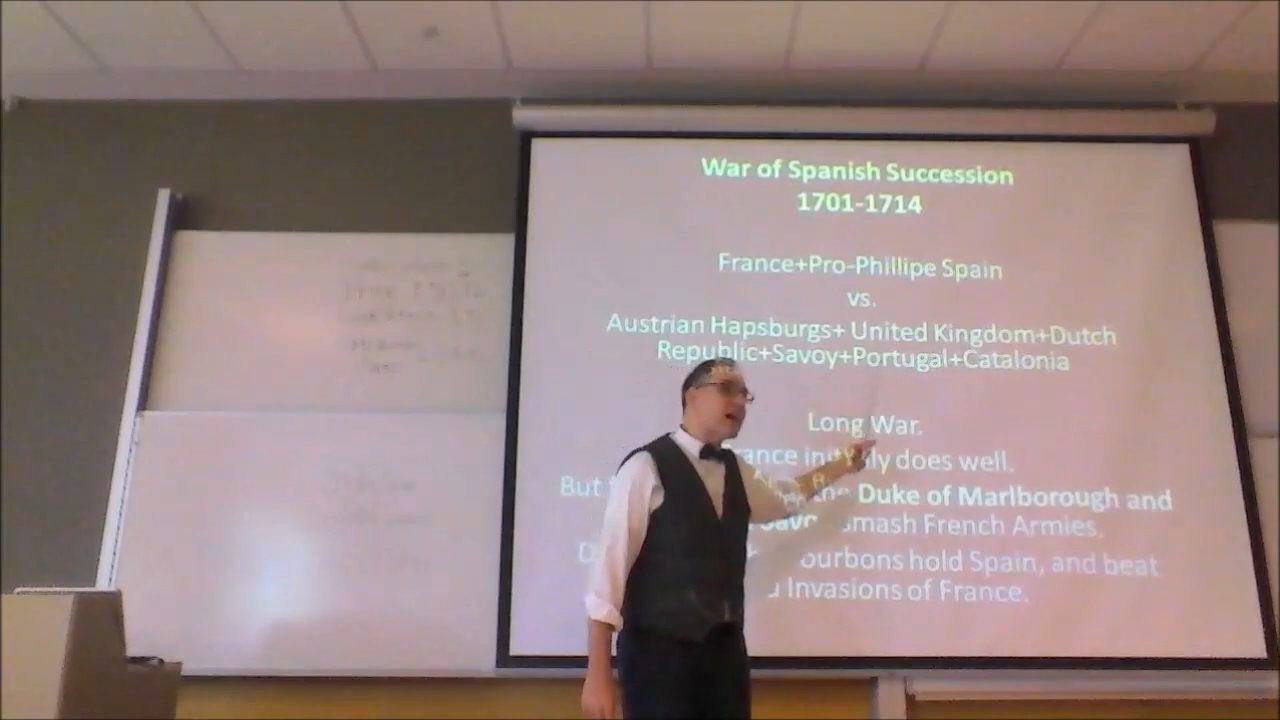 War of Spanish Succession
1701-1714
France+Pro-Phillipe Spain
vs.
Austrian Hapsburgs+ United Kingdom+Dutch
Republic+Savoy+Portugal+Catalonia
Long War.
does well.
But the Duke of Marlborough and
smash French Armies.
hold Spain, and beat
Invasions of France.